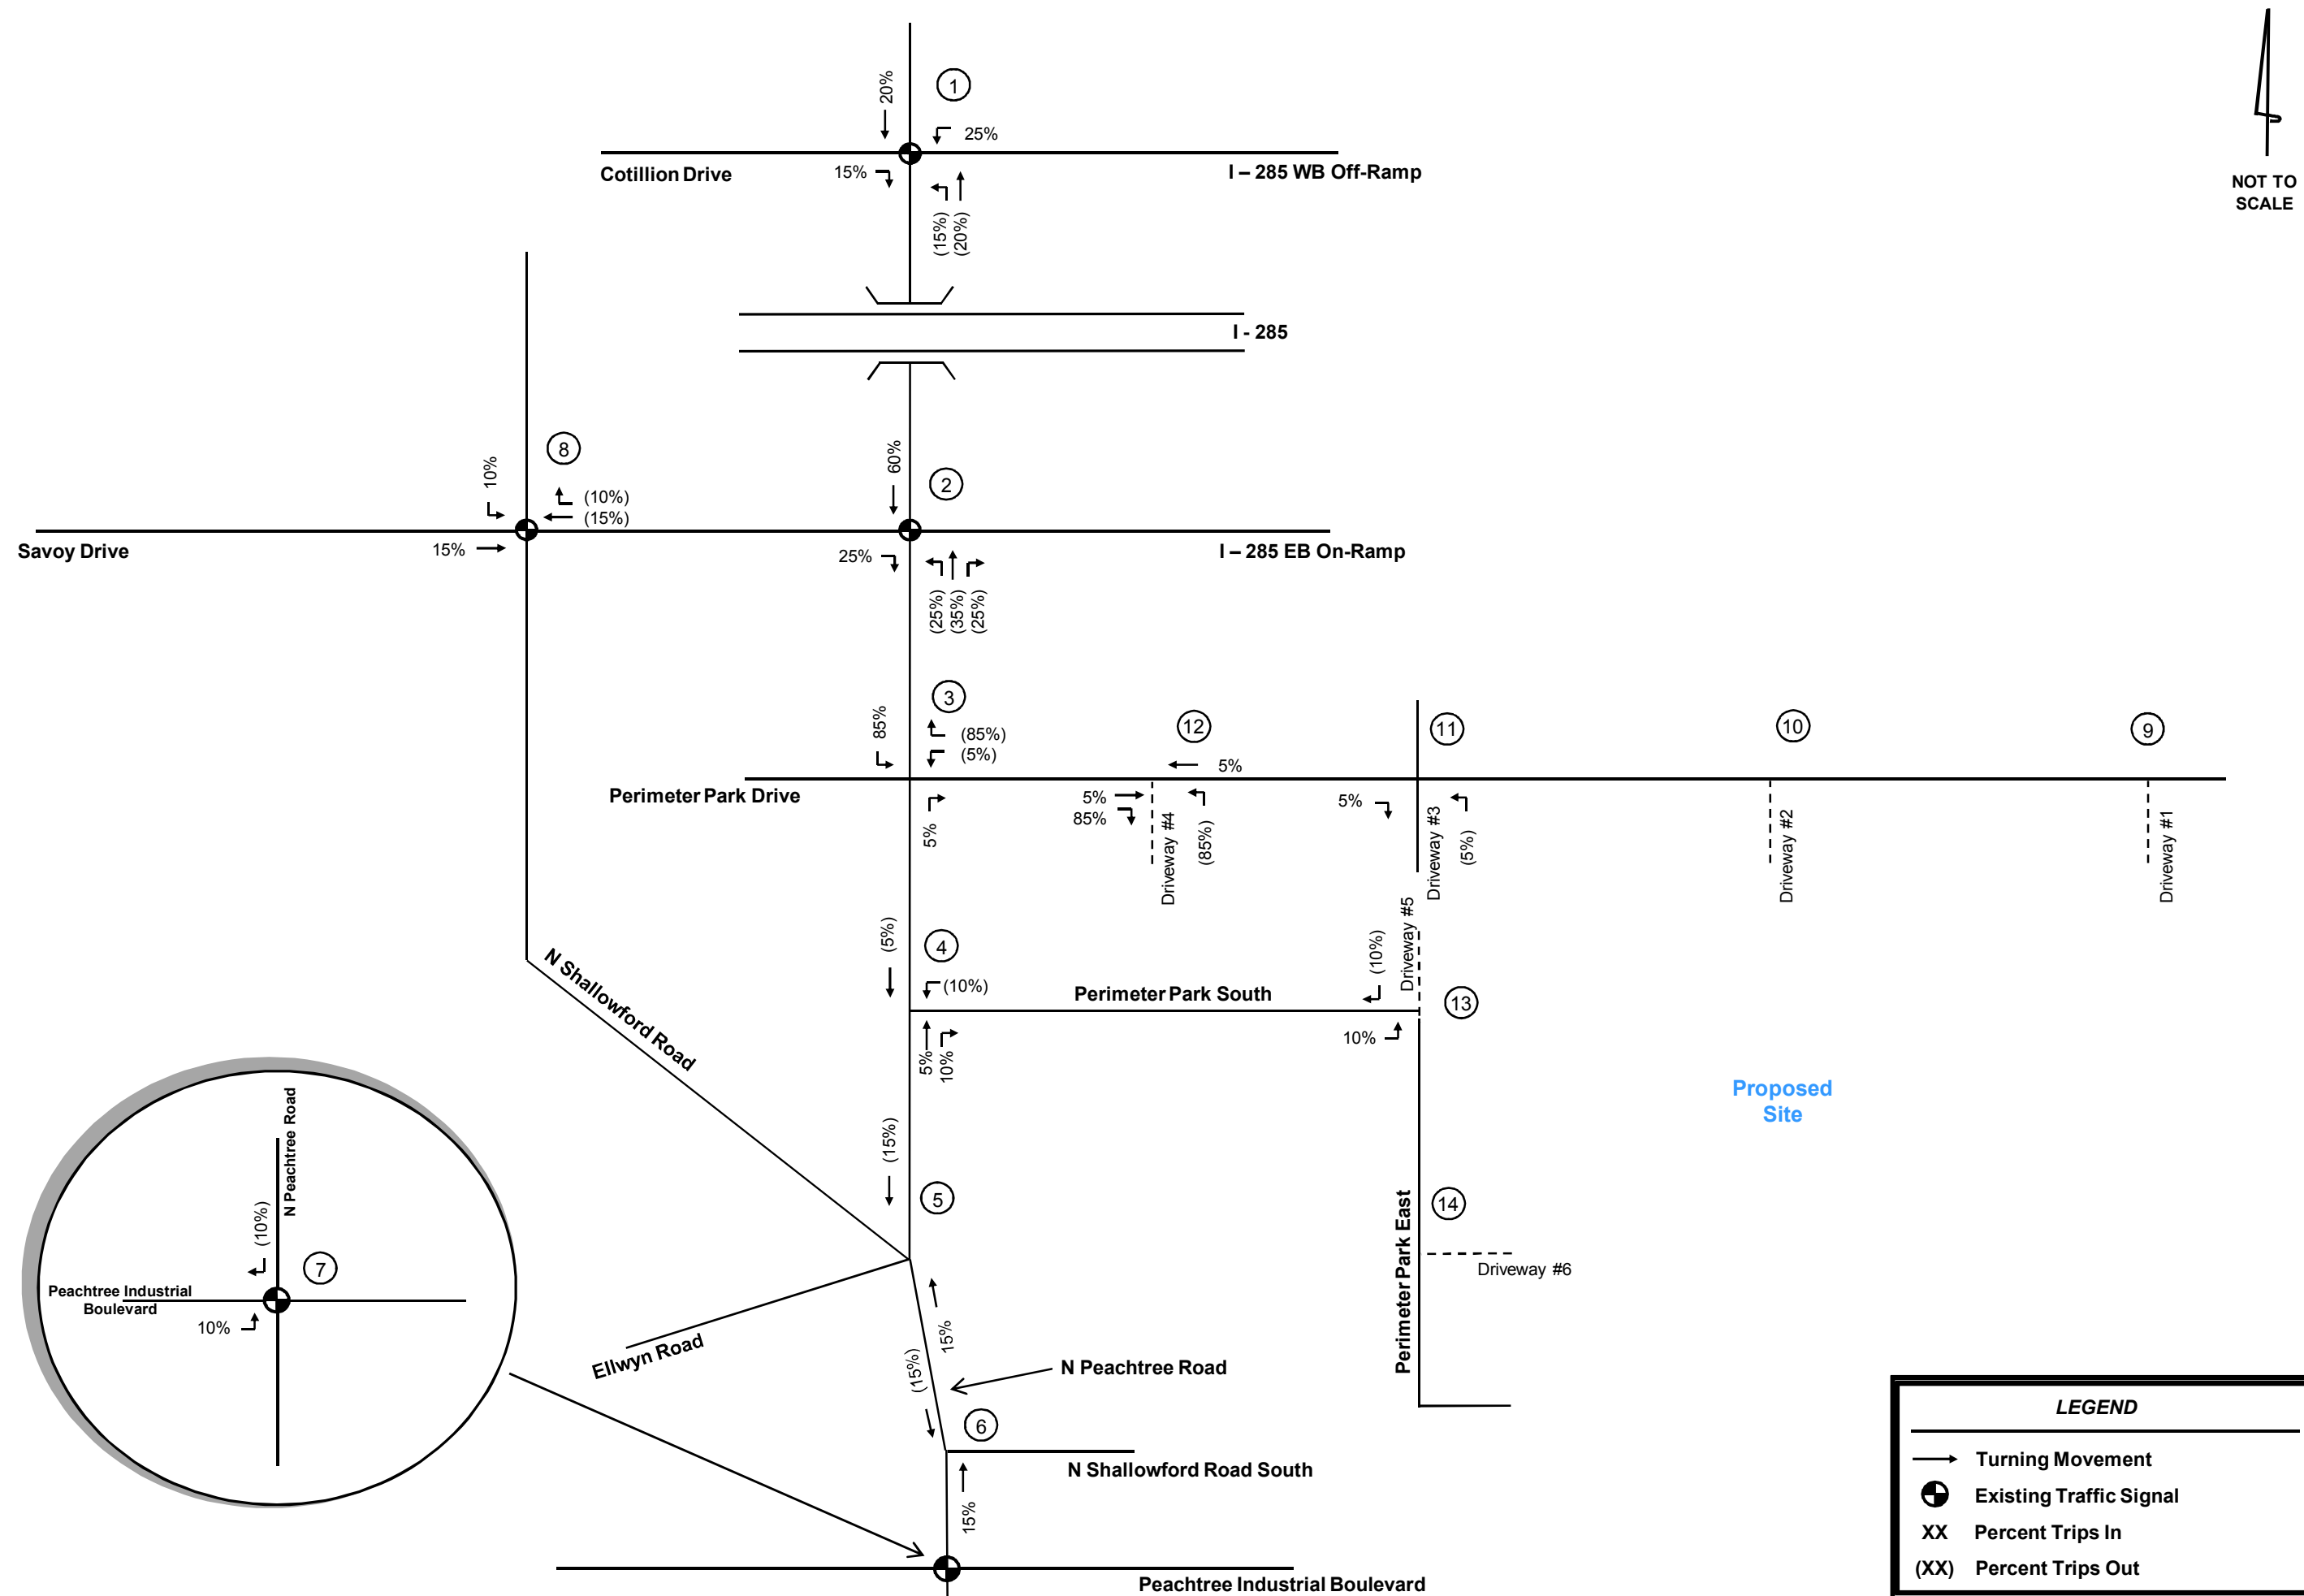 20%
1
25%
Cotillion Drive
15%
I – 285 WB Off-Ramp
(15%)
(20%)
NOT TO
SCALE
I - 285
8
10%
(10%)
(15%)
60%
2
Savoy Drive
15%
25%
I – 285 EB On-Ramp
(25%)
(35%)
(25%)
3
85%
(85%)
(5%)
12
11
10
9
5%
Perimeter Park Drive
5%
5%
85%
Driveway #4
(85%)
5%
Driveway #3
(5%)
Driveway #2
Driveway #1
(5%)
4
(10%)
Perimeter Park South
(10%)
Driveway #5
13
10%
N Shallowford Road
5%
10%
Proposed
Site
(15%)
5
14
Perimeter Park East
Driveway #6
N Peachtree Road
(10%)
7
Peachtree Industrial
Boulevard
10%
Ellwyn Road
15%
(15%)
N Peachtree Road
6
N Shallowford Road South
15%
Peachtree Industrial Boulevard
LEGEND
Turning Movement
Existing Traffic Signal
XX Percent Trips In
(XX) Percent Trips Out